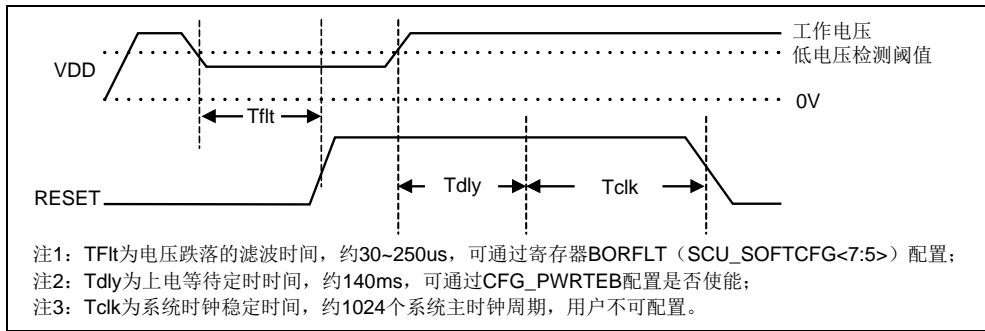 工作电压
低电压检测阈值
VDD
0V
Tflt
Tdly
Tclk
RESET
注1：TFlt为电压跌落的滤波时间，约30~250us，可通过寄存器BORFLT（SCU_SOFTCFG<7:5>）配置；
注2：Tdly为上电等待定时时间，约140ms，可通过CFG_PWRTEB配置是否使能；
注3：Tclk为系统时钟稳定时间，约1024个系统主时钟周期，用户不可配置。